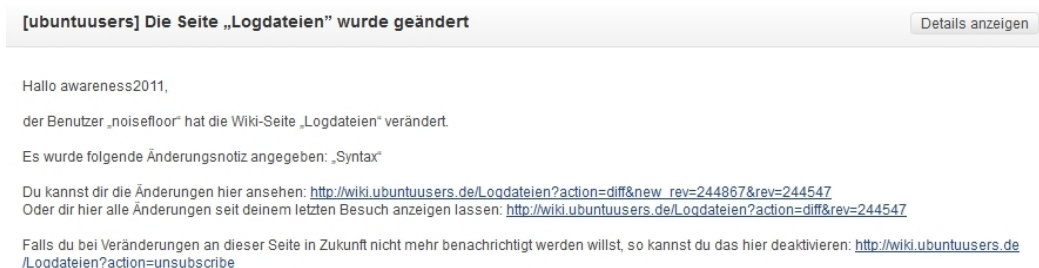 [ubuntuusers] Die Seite „Logdateien” wurde geändert
Details anzeigen
Hallo awareness2011,
der Benutzer „noisefloor“ hat die Wiki-Seite „Logdateien“ verändert.
Es wurde folgende Änderungsnotiz angegeben: „Syntax“
Du kannst dir die Änderungen hier ansehen: http://wiki.ubuntuusers.de/Logdateien?action=diff&new_rev=244867&rev=244547
Oder dir hier alle Änderungen seit deinem letzten Besuch anzeigen lassen: http://wiki.ubuntuusers.de/Logdateien?action=diff&rev=244547
Falls du bei Veränderungen an dieser Seite in Zukunft nicht mehr benachrichtigt werden willst, so kannst du das hier deaktivieren: http://wiki.ubuntuusers.de
/Logdateien?action=unsubscribe